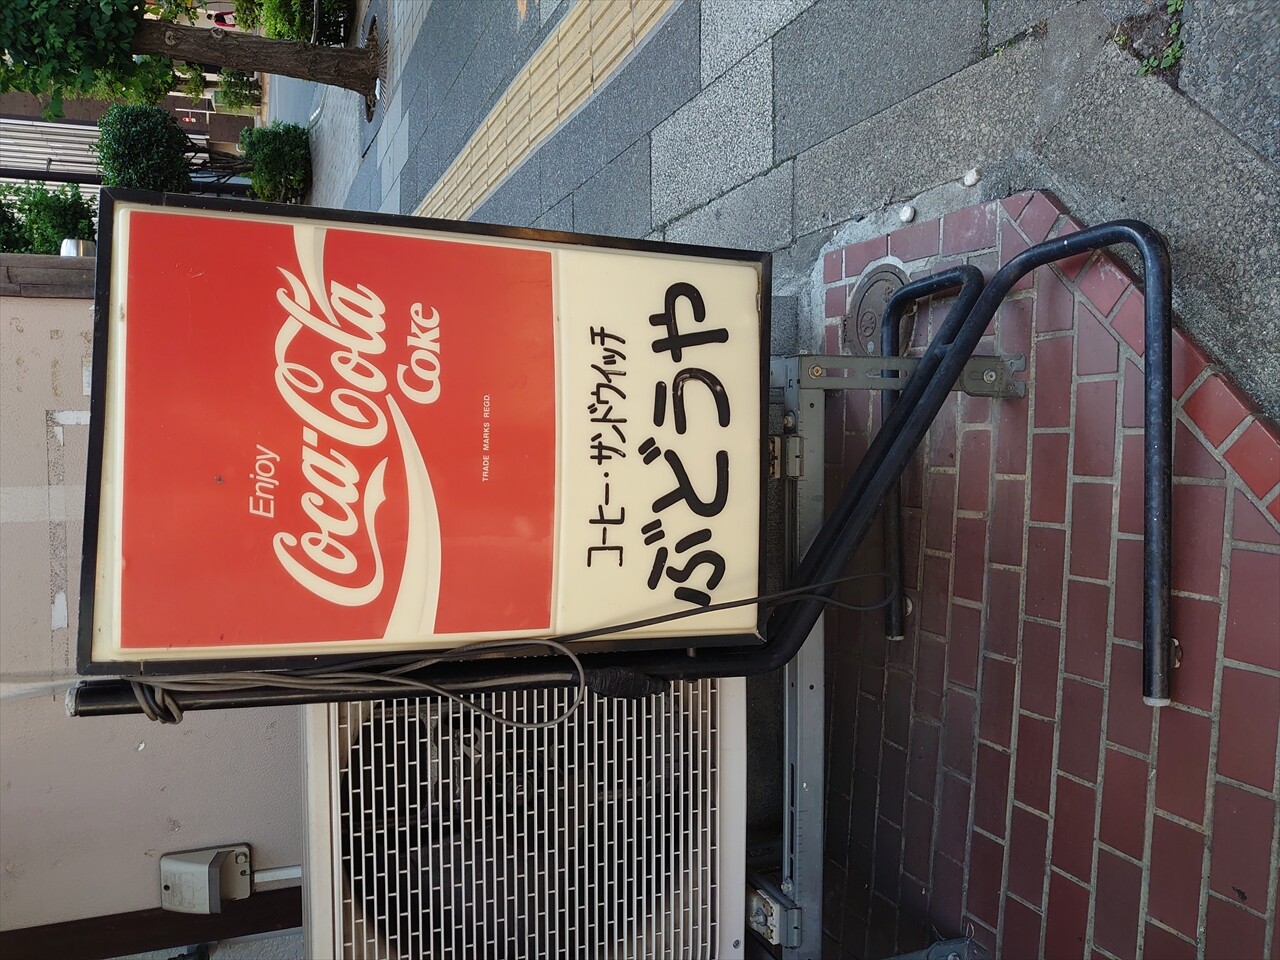 Enjoy
Coca-Cola
Coke
TRADE MARKS REGD.
コーヒー・サンドウィッチ
ぶどうや